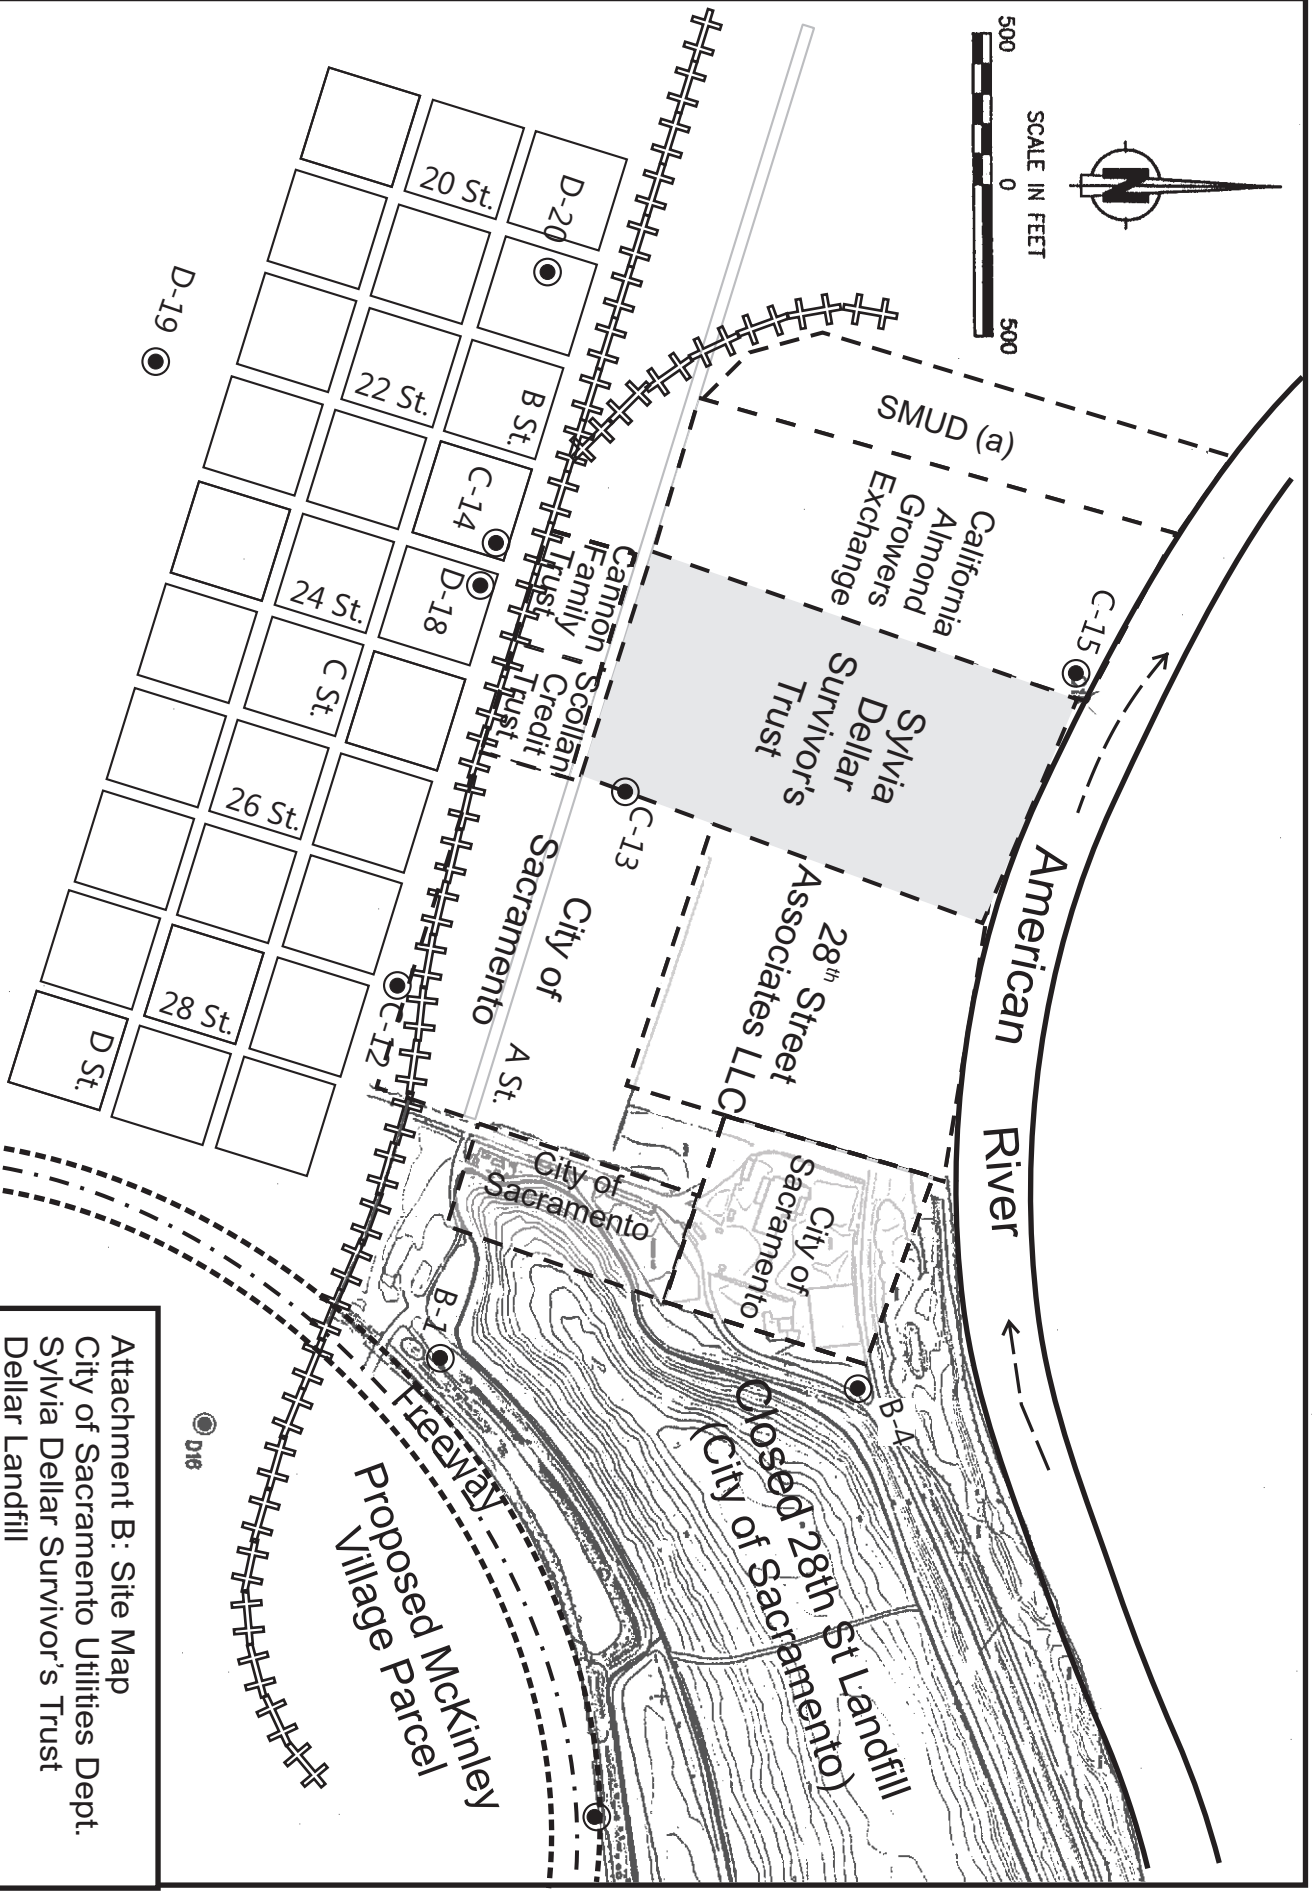 500
0
500
SCALE IN FEET
N
American
River
C-15
SMUD (a)
California
Almond
Growers
Exchange
Sylvia
Dellar
Survivor's
Trust
28th Street
Associates LLC
City of
Sacramento
B-4
Closed 28th St Landfill
(City of Sacramento)
C-13
Cannon
Family
Trust
Scollan
Credit
Trust
City of
Sacramento
A St.
City of
Sacramento
D-20
B St.
C-14
D-18
C-12
B-1
Freeway
20 St.
22 St.
24 St.
C St.
26 St.
28 St.
D St.
D-19
D16
Proposed McKinley
Village Parcel
Attachment B: Site Map
City of Sacramento Utilities Dept.
Sylvia Dellar Survivor's Trust
Dellar Landfill